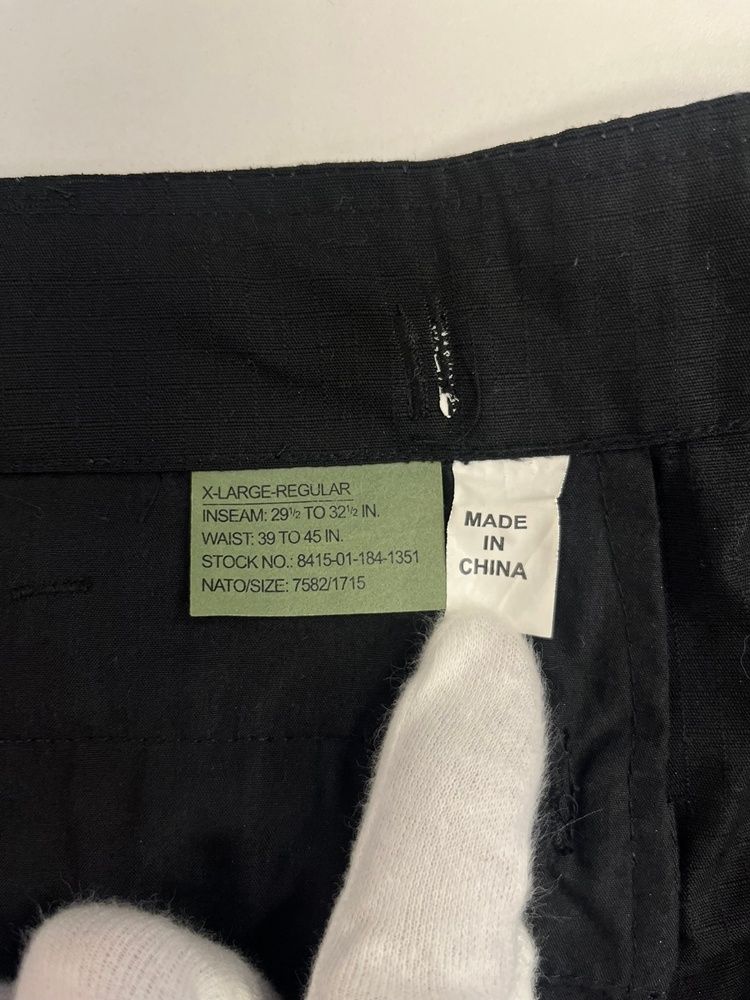 X-LARGE-REGULAR
INSEAM: 29½ TO 32½ IN.
WAIST: 39 TO 45 IN.
STOCK NO.: 8415-01-184-1351
NATO/SIZE: 7582/1715
MADE
IN
CHINA